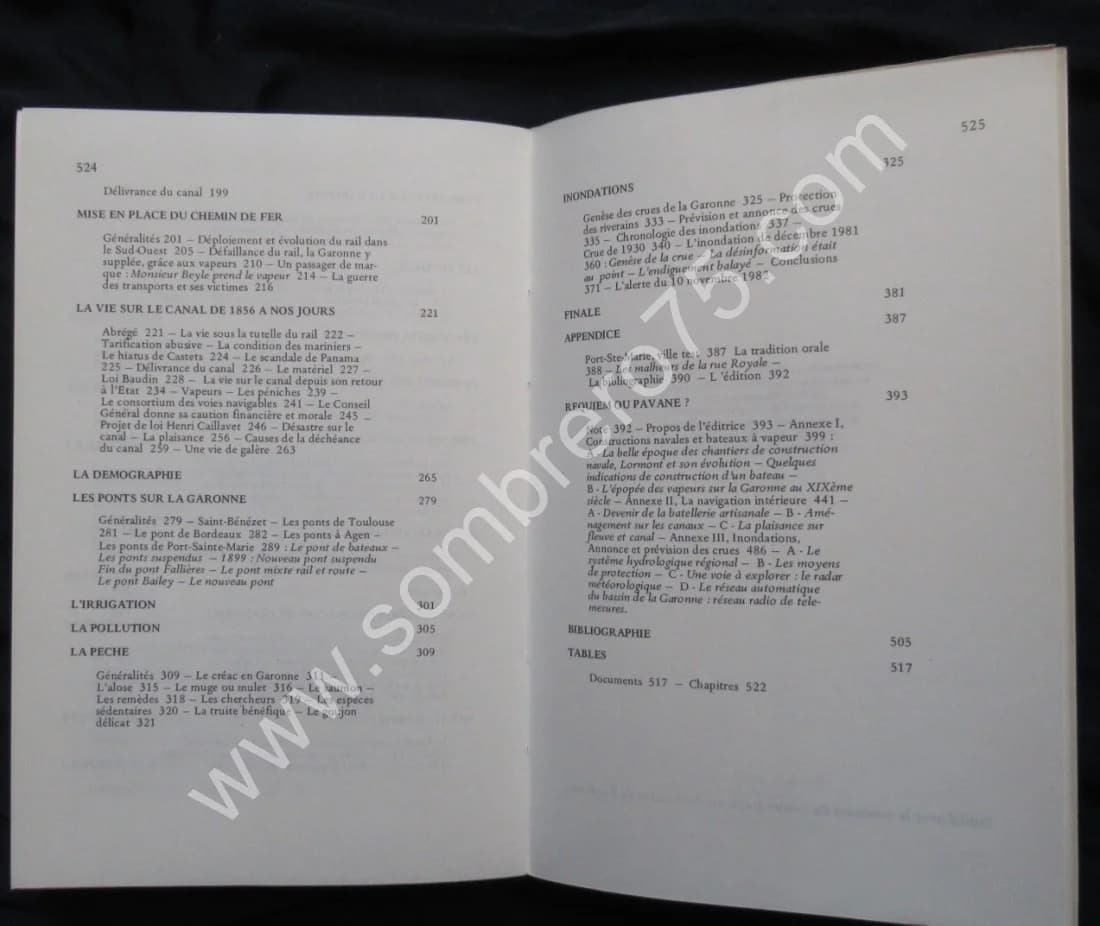 524
Délivrance du canal 199
MISE EN PLACE DU CHEMIN DE FER 201
Généralités 201 — Déploiement et évolution du rail dans
le Sud-Ouest 205 — Défaillance du rail, la Garonne y
supplée, grâce aux vapeurs 210 — Un passager de mar-
que : Monsieur Beyle prend le vapeur 214 — La guerre
des transports et ses victimes 216
LA VIE SUR LE CANAL DE 1856 A NOS JOURS 221
Abrégé 221 — La vie sous la tutelle du rail 222 —
Tarification abusive — La condition des mariniers —
Le hiatus de Castets 224 — Le scandale de Panama
225 — Délivrance du canal 226 — Le matériel 227 —
Loi Baudin 228 — La vie sur le canal depuis son retour
à l'Etat 234 — Vapeurs — Les péniches 239 —
Le consortium des voies navigables 241 — Le Conseil
Général donne sa caution financière et morale 245 —
Projet de loi Henri Caillavet 246 — Désastre sur le
canal — La plaisance 256 — Causes de la déchéance
du canal 259 — Une vie de galère 263
LA DEMOGRAPHIE 265
LES PONTS SUR LA GARONNE 279
Généralités 279 — Saint-Bénézet — Les ponts de Toulouse
281 — Le pont de Bordeaux 282 — Les ponts à Agen —
Les ponts de Port-Sainte-Marie 289 : Le pont de bateaux —
Les ponts suspendus — 1899 : Nouveau pont suspendu
Fin du pont Fallières — Le pont mixte rail et route —
Le pont Bailey — Le nouveau pont
L'IRRIGATION 301
LA POLLUTION 305
LA PECHE 309
Généralités 309 — Le créac en Garonne 311 —
L'alose 315 — Le muge ou mulet 316 — Le saumon —
Les remèdes 318 — Les chercheurs 319 — Les espèces
sédentaires 320 — La truite bénéfique — Le goujon
délicat 321
525
INONDATIONS 325
Genèse des crues de la Garonne 325 — Protection
des riverains 333 — Prévision et annonce des crues
335 — Chronologie des inondations 337 —
Crue de 1930 340 — L'inondation de décembre 1981
360 : Genèse de la crue — La désinformation était
au point — L'endiguement balayé — Conclusions
371 — L'alerte du 10 novembre 1982
FINALE 381
APPENDICE 387
Port-Ste-Marie, ville test 387 La tradition orale
388 — Les malheurs de la rue Royale —
La bibliographie 390 — L 'édition 392
REQUIEM OU PAVANE ? 393
Note 392 — Propos de l'éditrice 393 — Annexe I,
Constructions navales et bateaux à vapeur 399 :
A - La belle époque des chantiers de construction
navale, Lormont et son évolution — Quelques
indications de construction d'un bateau —
B - L'épopée des vapeurs sur la Garonne au XIXème
siècle — Annexe II, La navigation intérieure 441 —
A - Devenir de la batellerie artisanale — B - Amé-
nagement sur les canaux — C - La plaisance sur
fleuve et canal — Annexe III, Inondations,
Annonce et prévision des crues 486 — A - Le
système hydrologique régional — B - Les moyens
de protection — C - Une voie à explorer : le radar
météorologique — D - Le réseau automatique
du bassin de la Garonne : réseau radio de télé-
mesures.
BIBLIOGRAPHIE 505
TABLES 517
Documents 517 — Chapitres 522
www.sombrero75.com